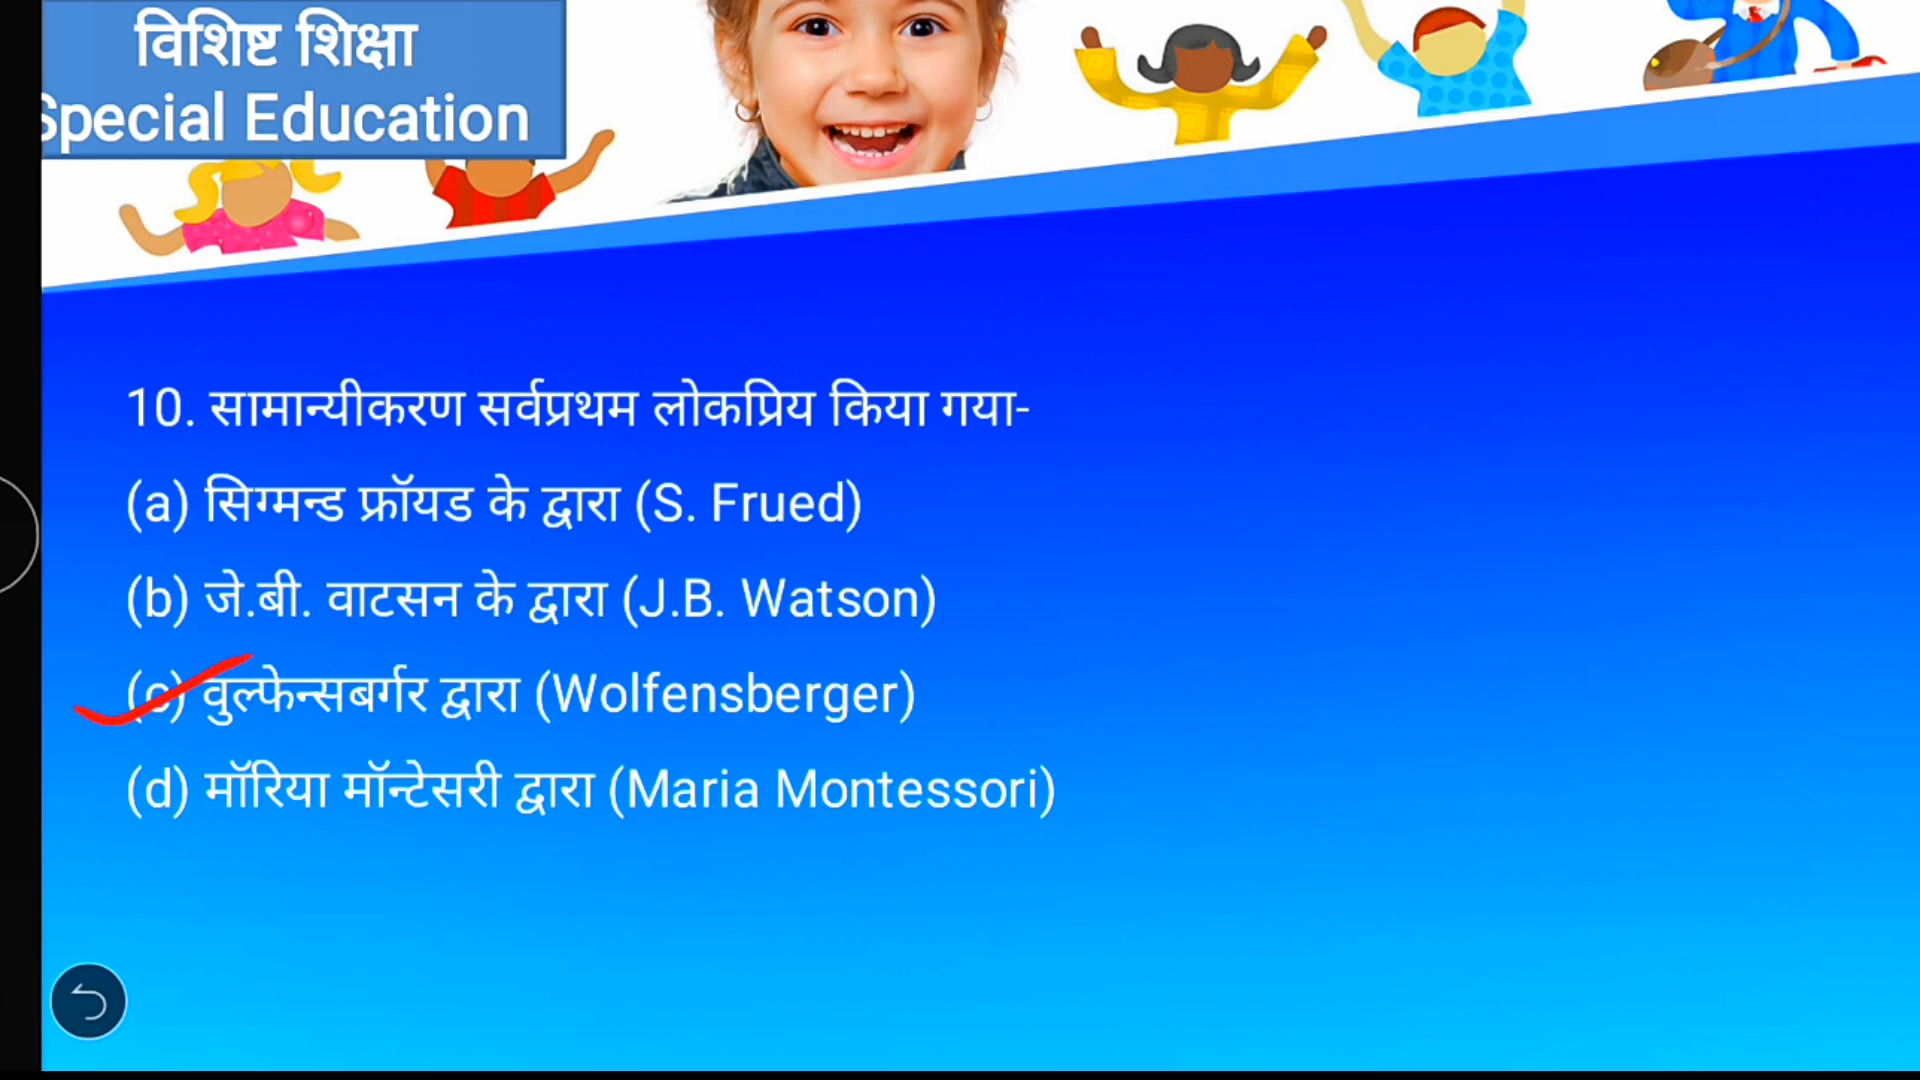 विशिष्ट शिक्षा
Special Education
10. सामान्यीकरण सर्वप्रथम लोकप्रिय किया गया-
(a) सिग्मन्ड फ्रॉयड के द्वारा (S. Frued)
(b) जे.बी. वाटसन के द्वारा (J.B. Watson)
(c) वुल्फेन्सबर्गर द्वारा (Wolfensberger)
(d) मॉरिया मॉन्टेसरी द्वारा (Maria Montessori)